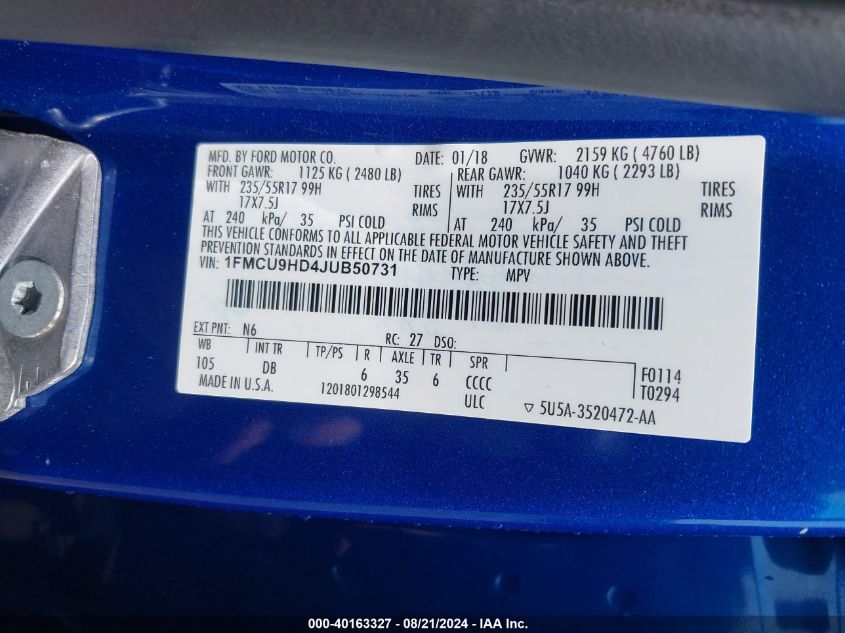 MFD. BY FORD MOTOR CO. DATE: 01/18 GVWR: 2159 KG ( 4760 LB)
FRONT GAWR: 1125 KG ( 2480 LB) REAR GAWR: 1040 KG ( 2293 LB)
WITH 235/55R17 99H TIRES WITH 235/55R17 99H TIRES
17X7.5J RIMS 17X7.5J RIMS
AT 240 kPa/ 35 PSI COLD AT 240 kPa/ 35 PSI COLD
THIS VEHICLE CONFORMS TO ALL APPLICABLE FEDERAL MOTOR VEHICLE SAFETY AND THEFT
PREVENTION STANDARDS IN EFFECT ON THE DATE OF MANUFACTURE SHOWN ABOVE.
VIN: 1FMCU9HD4JUB50731 TYPE: MPV
EXT PNT: N6 RC: 27 DSO:
WB INT TR TP/PS R AXLE TR SPR
105 DB 6 35 6 CCCC F0114
MADE IN U.S.A. 1201801298544 ULC ▽ 5U5A-3520472-AA T0294
000-40163327 - 08/21/2024 - © IAA, Inc.